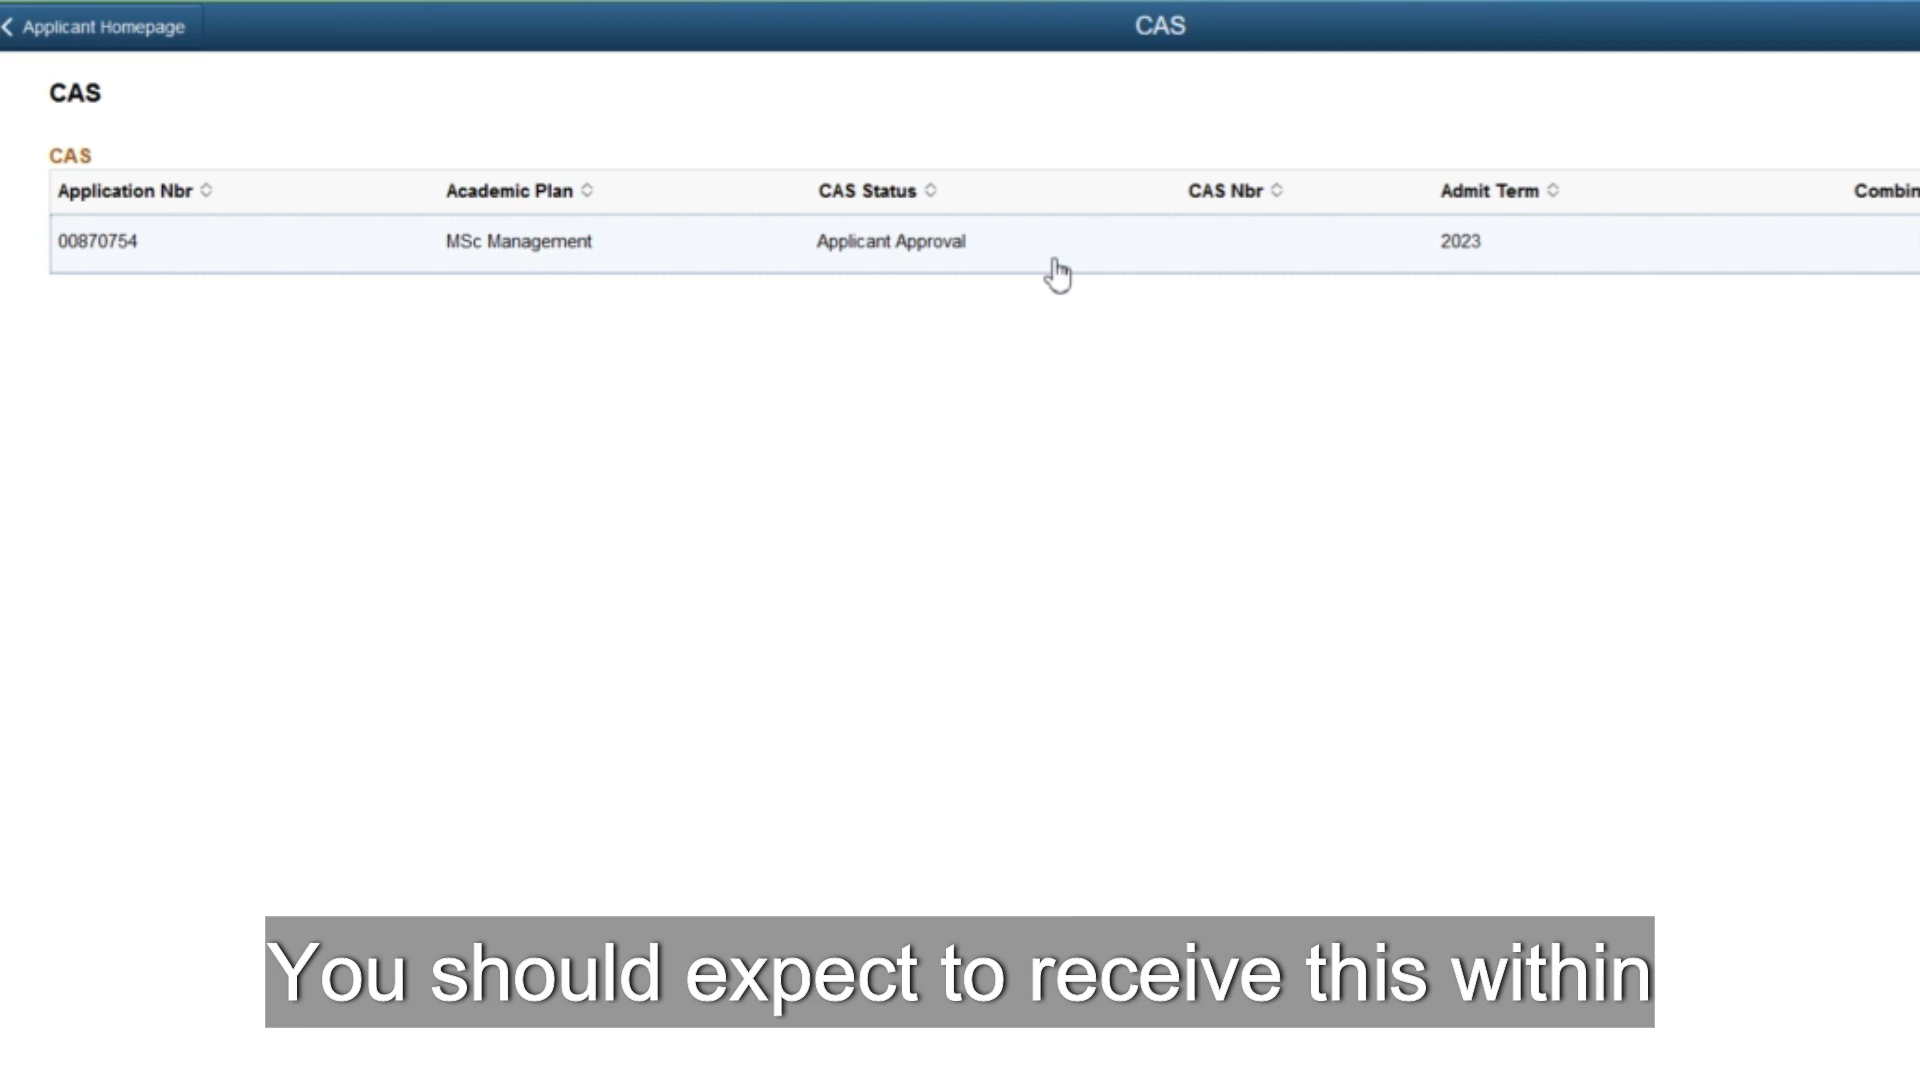 Applicant Homepage
CAS
CAS
CAS
Application Nbr Academic Plan CAS Status CAS Nbr Admit Term Combin
00870754 MSc Management Applicant Approval 2023
You should expect to receive this within